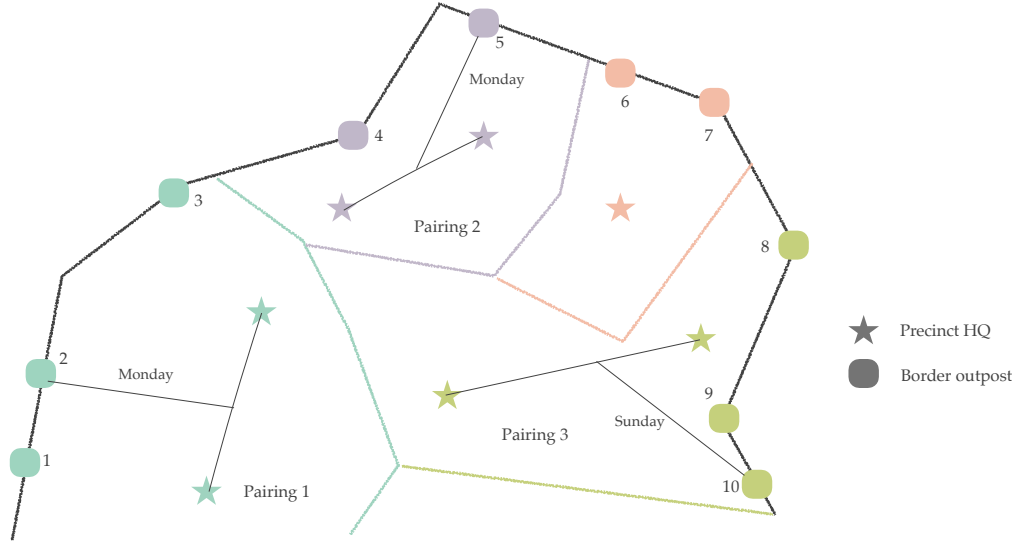 5
Monday
6
7
4
3
Pairing 2
8
2
Monday
Precinct HQ
Border outpost
9
Sunday
Pairing 3
1
10
Pairing 1